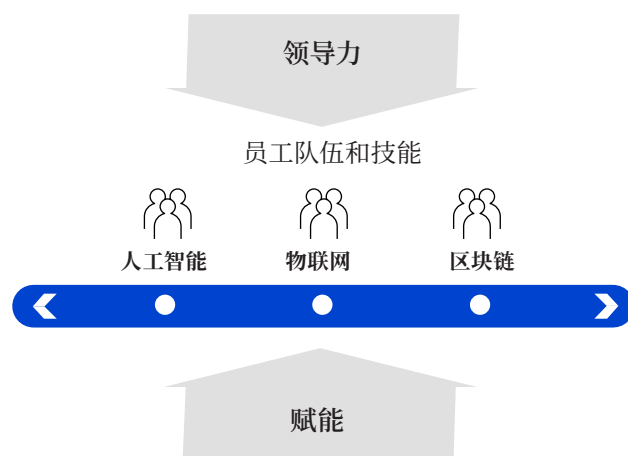 领导力
员工队伍和技能
人工智能
物联网
区块链
赋能